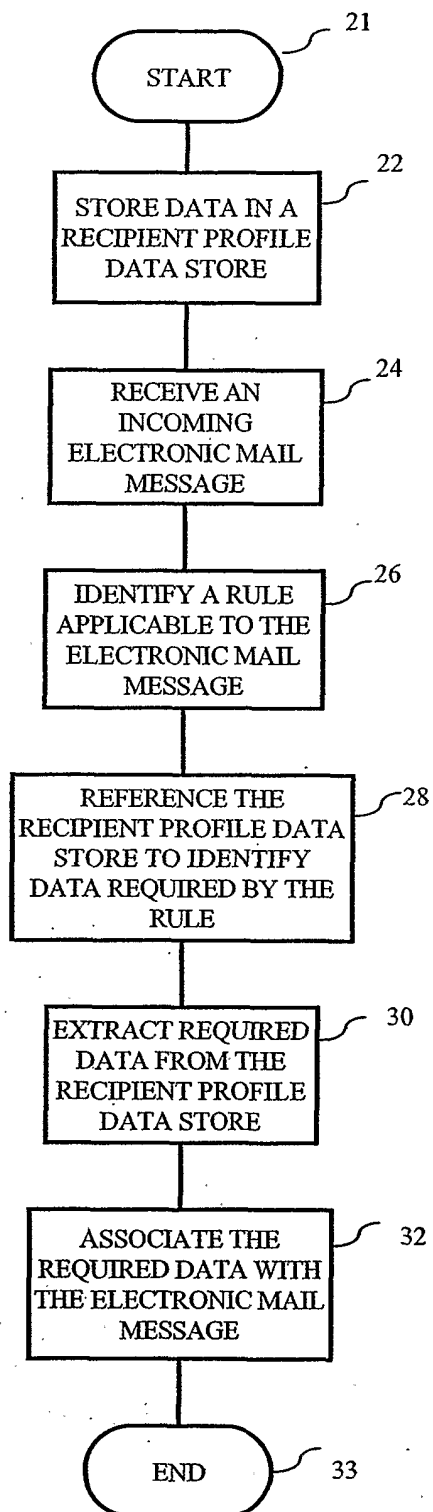 21
START
22
STORE DATA IN A
RECIPIENT PROFILE
DATA STORE
24
RECEIVE AN
INCOMING
ELECTRONIC MAIL
MESSAGE
26
IDENTIFY A RULE
APPLICABLE TO THE
ELECTRONIC MAIL
MESSAGE
28
REFERENCE THE
RECIPIENT PROFILE DATA
STORE TO IDENTIFY
DATA REQUIRED BY THE
RULE
30
EXTRACT REQUIRED
DATA FROM THE
RECIPIENT PROFILE
DATA STORE
32
ASSOCIATE THE
REQUIRED DATA WITH
THE ELECTRONIC MAIL
MESSAGE
END
33